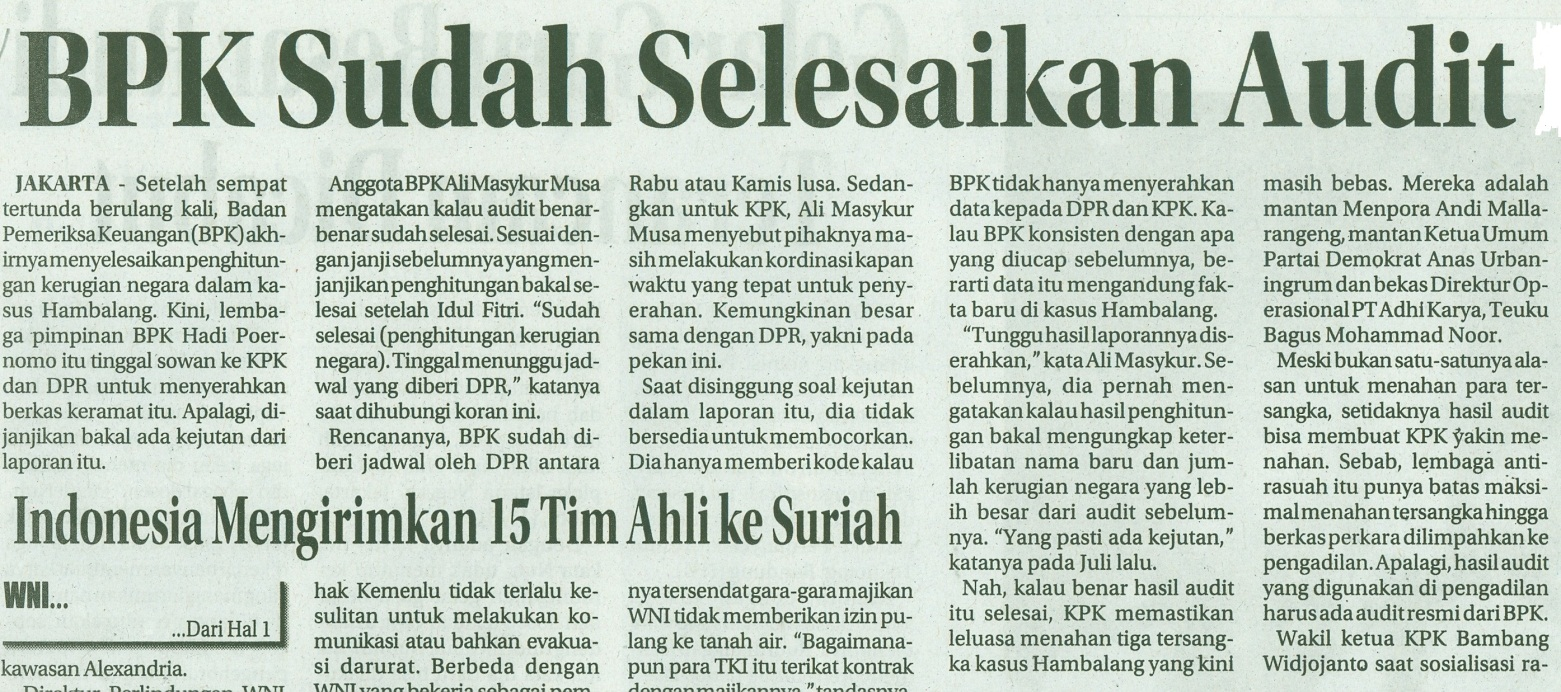 BPK Sudah Selesaikan Audit
JAKARTA - Setelah sempat
tertunda berulang kali, Badan
Pemeriksa Keuangan (BPK) akh-
irnya menyelesaikan penghitun-
gan kerugian negara dalam ka-
sus Hambalang. Kini, lemba-
ga pimpinan BPK Hadi Poer-
nomo itu tinggal sowan ke KPK
dan DPR untuk menyerahkan
berkas keramat itu. Apalagi, di-
janjikan bakal ada kejutan dari
laporan itu.
Anggota BPK Ali Masykur Musa
mengatakan kalau audit benar-
benar sudah selesai. Sesuai den-
gan janji sebelumnya yang men-
janjikan penghitungan bakal se-
lesai setelah Idul Fitri. “Sudah
selesai (penghitungan kerugian
negara). Tinggal menunggu jad-
wal yang diberi DPR,” katanya
saat dihubungi koran ini.
Rencananya, BPK sudah di-
beri jadwal oleh DPR antara
Rabu atau Kamis lusa. Sedan-
gkan untuk KPK, Ali Masykur
Musa menyebut pihaknya ma-
sih melakukan kordinasi kapan
waktu yang tepat untuk peny-
erahan. Kemungkinan besar
sama dengan DPR, yakni pada
pekan ini.
Saat disinggung soal kejutan
dalam laporan itu, dia tidak
bersedia untuk membocorkan.
Dia hanya memberi kode kalau
BPK tidak hanya menyerahkan
data kepada DPR dan KPK. Ka-
lau BPK konsisten dengan apa
yang diucap sebelumnya, be-
rarti data itu mengandung fak-
ta baru di kasus Hambalang.
“Tunggu hasil laporannya dis-
erahkan,” kata Ali Masykur. Se-
belumnya, dia pernah men-
gatakan kalau hasil penghitun-
gan bakal mengungkap keter-
libatan nama baru dan jum-
lah kerugian negara yang leb-
ih besar dari audit sebelum-
nya. “Yang pasti ada kejutan,”
katanya pada Juli lalu.
Nah, kalau benar hasil audit
itu selesai, KPK memastikan
leluasa menahan tiga tersang-
ka kasus Hambalang yang kini
masih bebas. Mereka adalah
mantan Menpora Andi Malla-
rangeng, mantan Ketua Umum
Partai Demokrat Anas Urban-
ingrum dan bekas Direktur Op-
erasional PT Adhi Karya, Teuku
Bagus Mohammad Noor.
Meski bukan satu-satunya ala-
san untuk menahan para ter-
sangka, setidaknya hasil audit
bisa membuat KPK yakin me-
nahan. Sebab, lembaga anti-
rasuah itu punya batas maksi-
mal menahan tersangka hingga
berkas perkara dilimpahkan ke
pengadilan. Apalagi, hasil audit
yang digunakan di pengadilan
harus ada audit resmi dari BPK.
Wakil ketua KPK Bambang
Widjojanto saat sosialisasi ra-
Indonesia Mengirimkan 15 Tim Ahli ke Suriah
WNI...
...Dari Hal 1
kawasan Alexandria.
Direktur Perlindungan WNI
hak Kemenlu tidak terlalu ke-
sulitan untuk melakukan ko-
munikasi atau bahkan evakua-
si darurat. Berbeda dengan
WNI yang bekerja sebagai pem-
nya tersendat gara-gara majikan
WNI tidak memberikan izin pu-
lang ke tanah air. “Bagaimana-
pun para TKI itu terikat kontrak
dengan majikannya,” tandasnya.